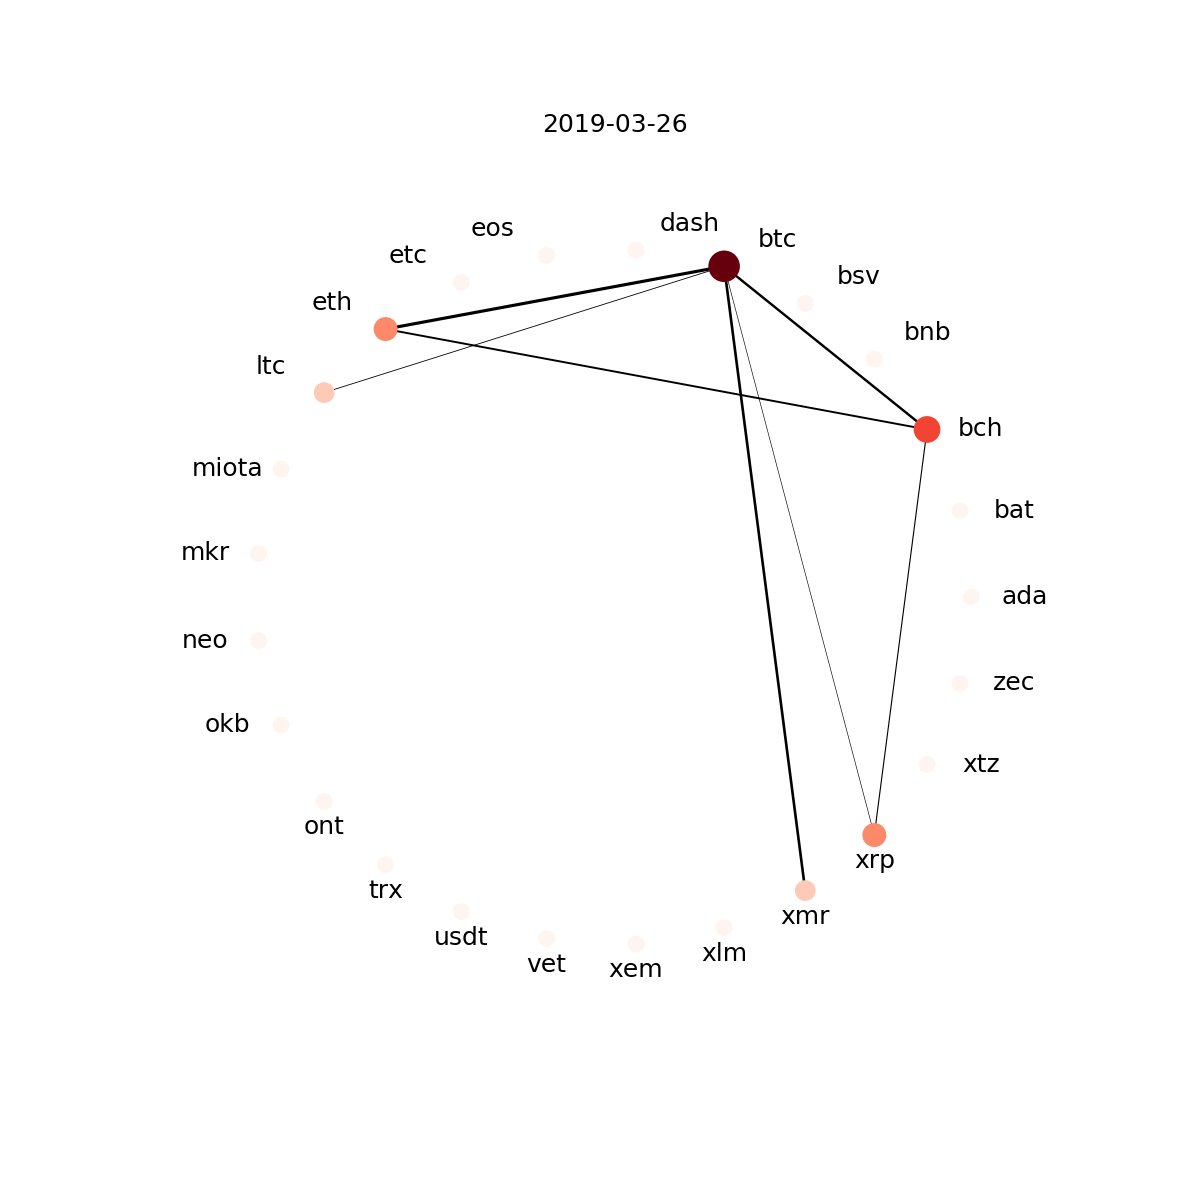 2019-03-26
dash
eos
btc
etc
bsv
eth
bnb
ltc
bch
miota
bat
mkr
ada
neo
zec
okb
xtz
ont
xrp
trx
xmr
usdt
xlm
vet
xem